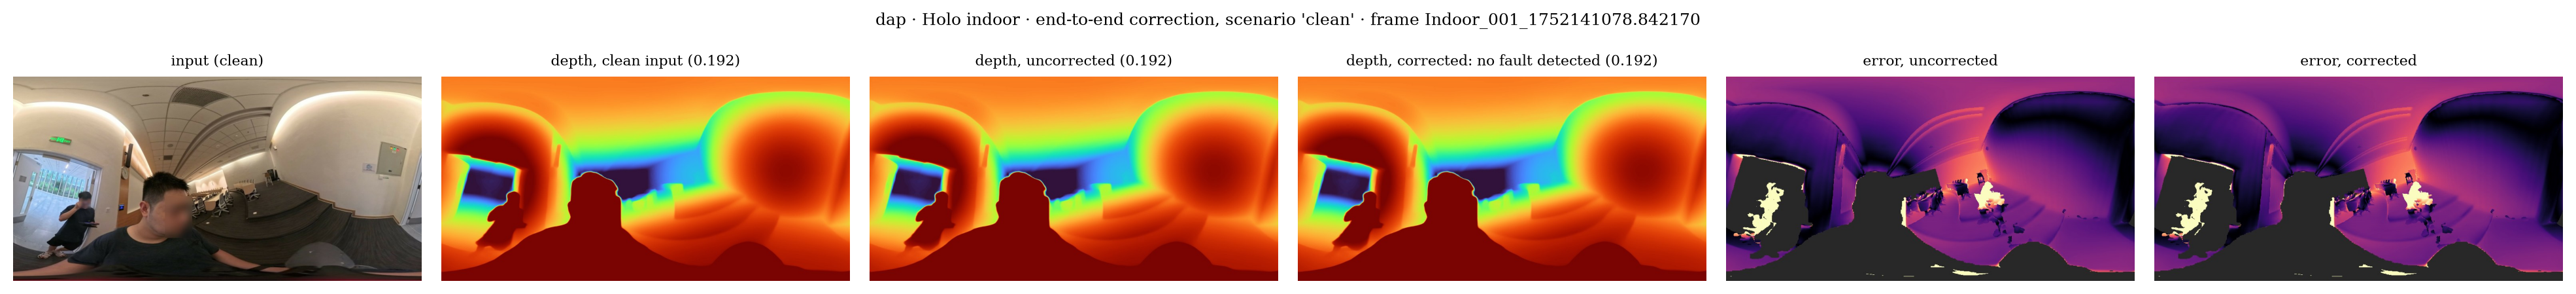 dap · Holo indoor · end-to-end correction, scenario 'clean' · frame Indoor_001_1752141078.842170
input (clean)
depth, clean input (0.192)
depth, uncorrected (0.192)
depth, corrected: no fault detected (0.192)
error, uncorrected
error, corrected